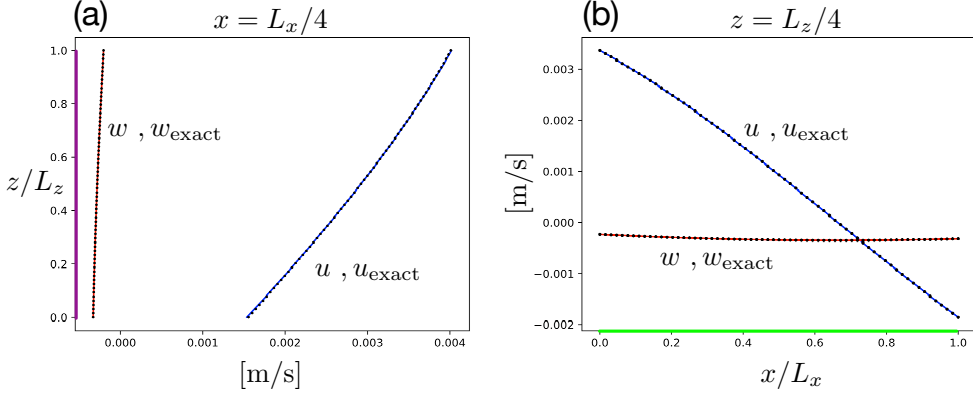 (a)
x = L_x/4
1.0
0.8
0.6
0.4
0.2
0.0
z/L_z
w , w_exact
u , u_exact
0.000
0.001
0.002
0.003
0.004
[m/s]
(b)
z = L_z/4
0.003
0.002
0.001
0.000
−0.001
−0.002
[m/s]
u , u_exact
w , w_exact
0.0
0.2
0.4
0.6
0.8
1.0
x/L_x